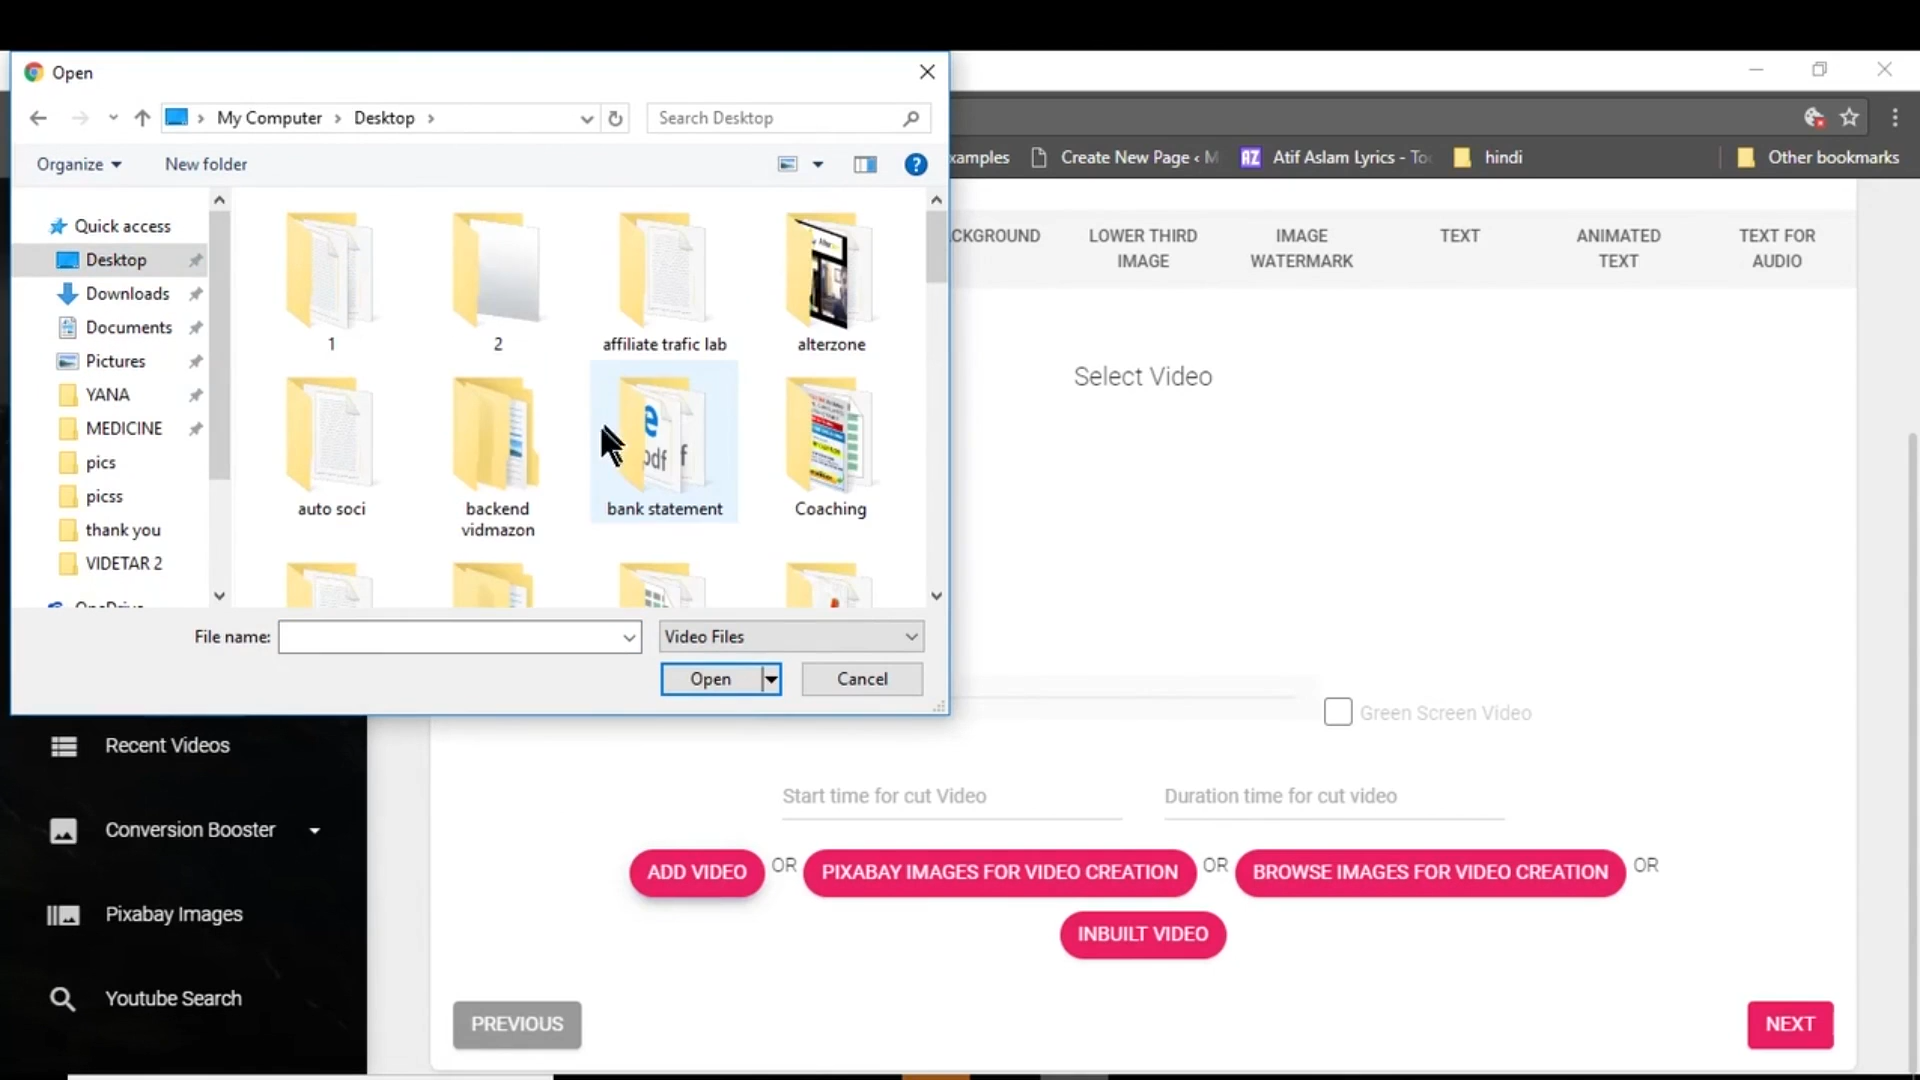 Open
My Computer
Desktop
Search Desktop
Organize
New folder
Quick access
Desktop
Downloads
Documents
Pictures
YANA
MEDICINE
pics
picss
thank you
VIDETAR 2
1
2
affiliate trafic lab
alterzone
auto soci
backend
vidmazon
bank statement
Coaching
File name:
Video Files
Open
Cancel
Create New Page ‹ M
AZ
Atif Aslam Lyrics - To
hindi
Other bookmarks
LOWER THIRD
IMAGE
IMAGE
WATERMARK
TEXT
ANIMATED
TEXT
TEXT FOR
AUDIO
Select Video
Green Screen Video
Start time for cut Video
Duration time for cut video
ADD VIDEO
OR
PIXABAY IMAGES FOR VIDEO CREATION
OR
BROWSE IMAGES FOR VIDEO CREATION
OR
INBUILT VIDEO
PREVIOUS
NEXT
Recent Videos
Conversion Booster
Pixabay Images
Youtube Search